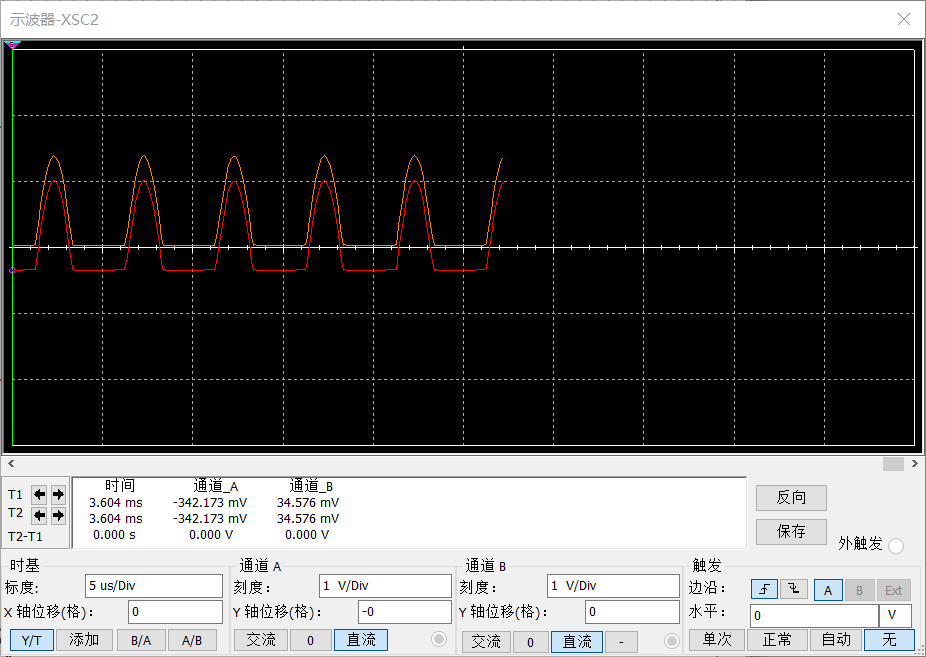 示波器-XSC2
T1
T2
T2-T1
时间 通道_A 通道_B
3.604 ms -342.173 mV 34.576 mV
3.604 ms -342.173 mV 34.576 mV
0.000 s 0.000 V 0.000 V
反向
保存
外触发
时基
标度: 5 us/Div
X 轴位移(格): 0
Y/T 添加 B/A A/B
通道 A
刻度: 1 V/Div
Y 轴位移(格): -0
交流 0 直流
通道 B
刻度: 1 V/Div
Y 轴位移(格): 0
交流 0 直流 -
触发
边沿: A B Ext
水平: 0 V
单次 正常 自动 无